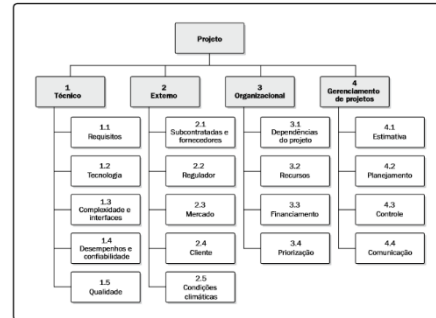 Projeto
1
Técnico
1.1
Requisitos
1.2
Tecnologia
1.3
Complexidade e
interfaces
1.4
Desempenhos e
confiabilidade
1.5
Qualidade
2
Externo
2.1
Subcontratadas e
fornecedores
2.2
Regulador
2.3
Mercado
2.4
Cliente
2.5
Condições
climáticas
3
Organizacional
3.1
Dependências
do projeto
3.2
Recursos
3.3
Financiamento
3.4
Priorização
4
Gerenciamento
de projetos
4.1
Estimativa
4.2
Planejamento
4.3
Controle
4.4
Comunicação